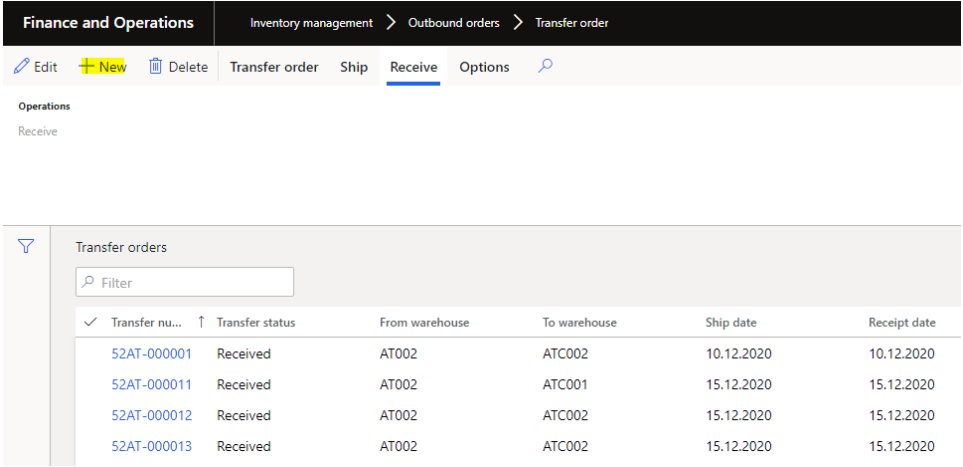 Finance and Operations Inventory management > Outbound orders > Transfer order
Edit + New Delete Transfer order Ship Receive Options
Operations
Receive
Transfer orders
Filter
Transfer nu... ↑ Transfer status From warehouse To warehouse Ship date Receipt date
52AT-000001 Received AT002 ATC002 10.12.2020 10.12.2020
52AT-000011 Received AT002 ATC001 15.12.2020 15.12.2020
52AT-000012 Received AT002 ATC002 15.12.2020 15.12.2020
52AT-000013 Received AT002 ATC002 15.12.2020 15.12.2020